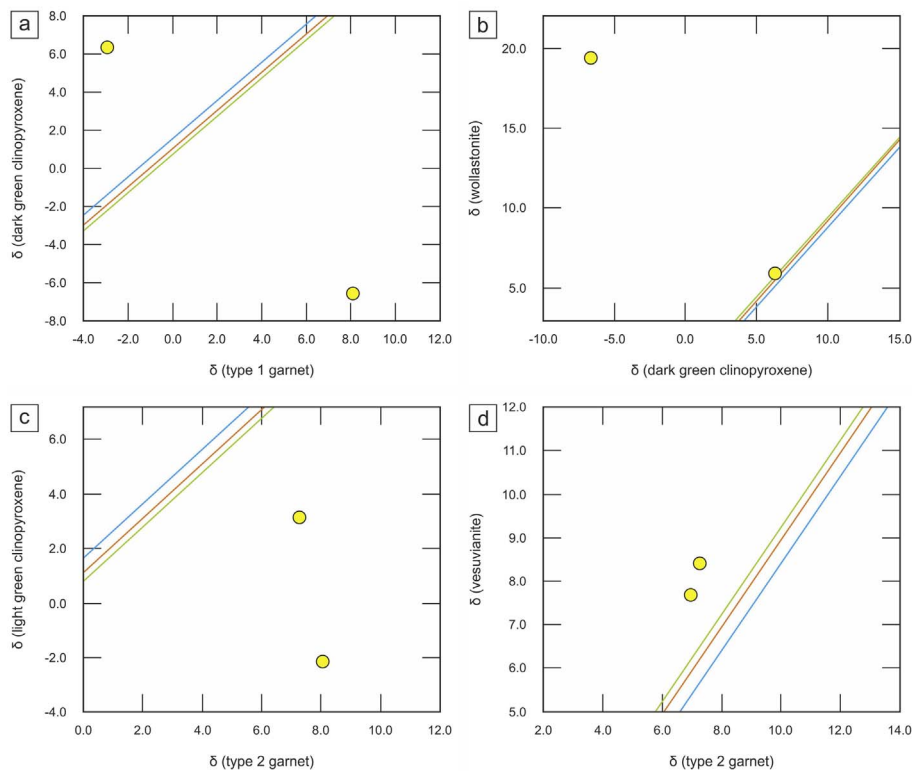 a
8.0
6.0
4.0
2.0
0.0
-2.0
-4.0
-6.0
-8.0
δ (dark green clinopyroxene)
-4.0 -2.0 0.0 2.0 4.0 6.0 8.0 10.0 12.0
δ (type 1 garnet)
b
20.0
15.0
10.0
5.0
δ (wollastonite)
-10.0 -5.0 0.0 5.0 10.0 15.0
δ (dark green clinopyroxene)
c
6.0
4.0
2.0
0.0
-2.0
-4.0
δ (light green clinopyroxene)
0.0 2.0 4.0 6.0 8.0 10.0 12.0
δ (type 2 garnet)
d
12.0
11.0
10.0
9.0
8.0
7.0
6.0
5.0
δ (vesuvianite)
2.0 4.0 6.0 8.0 10.0 12.0 14.0
δ (type 2 garnet)